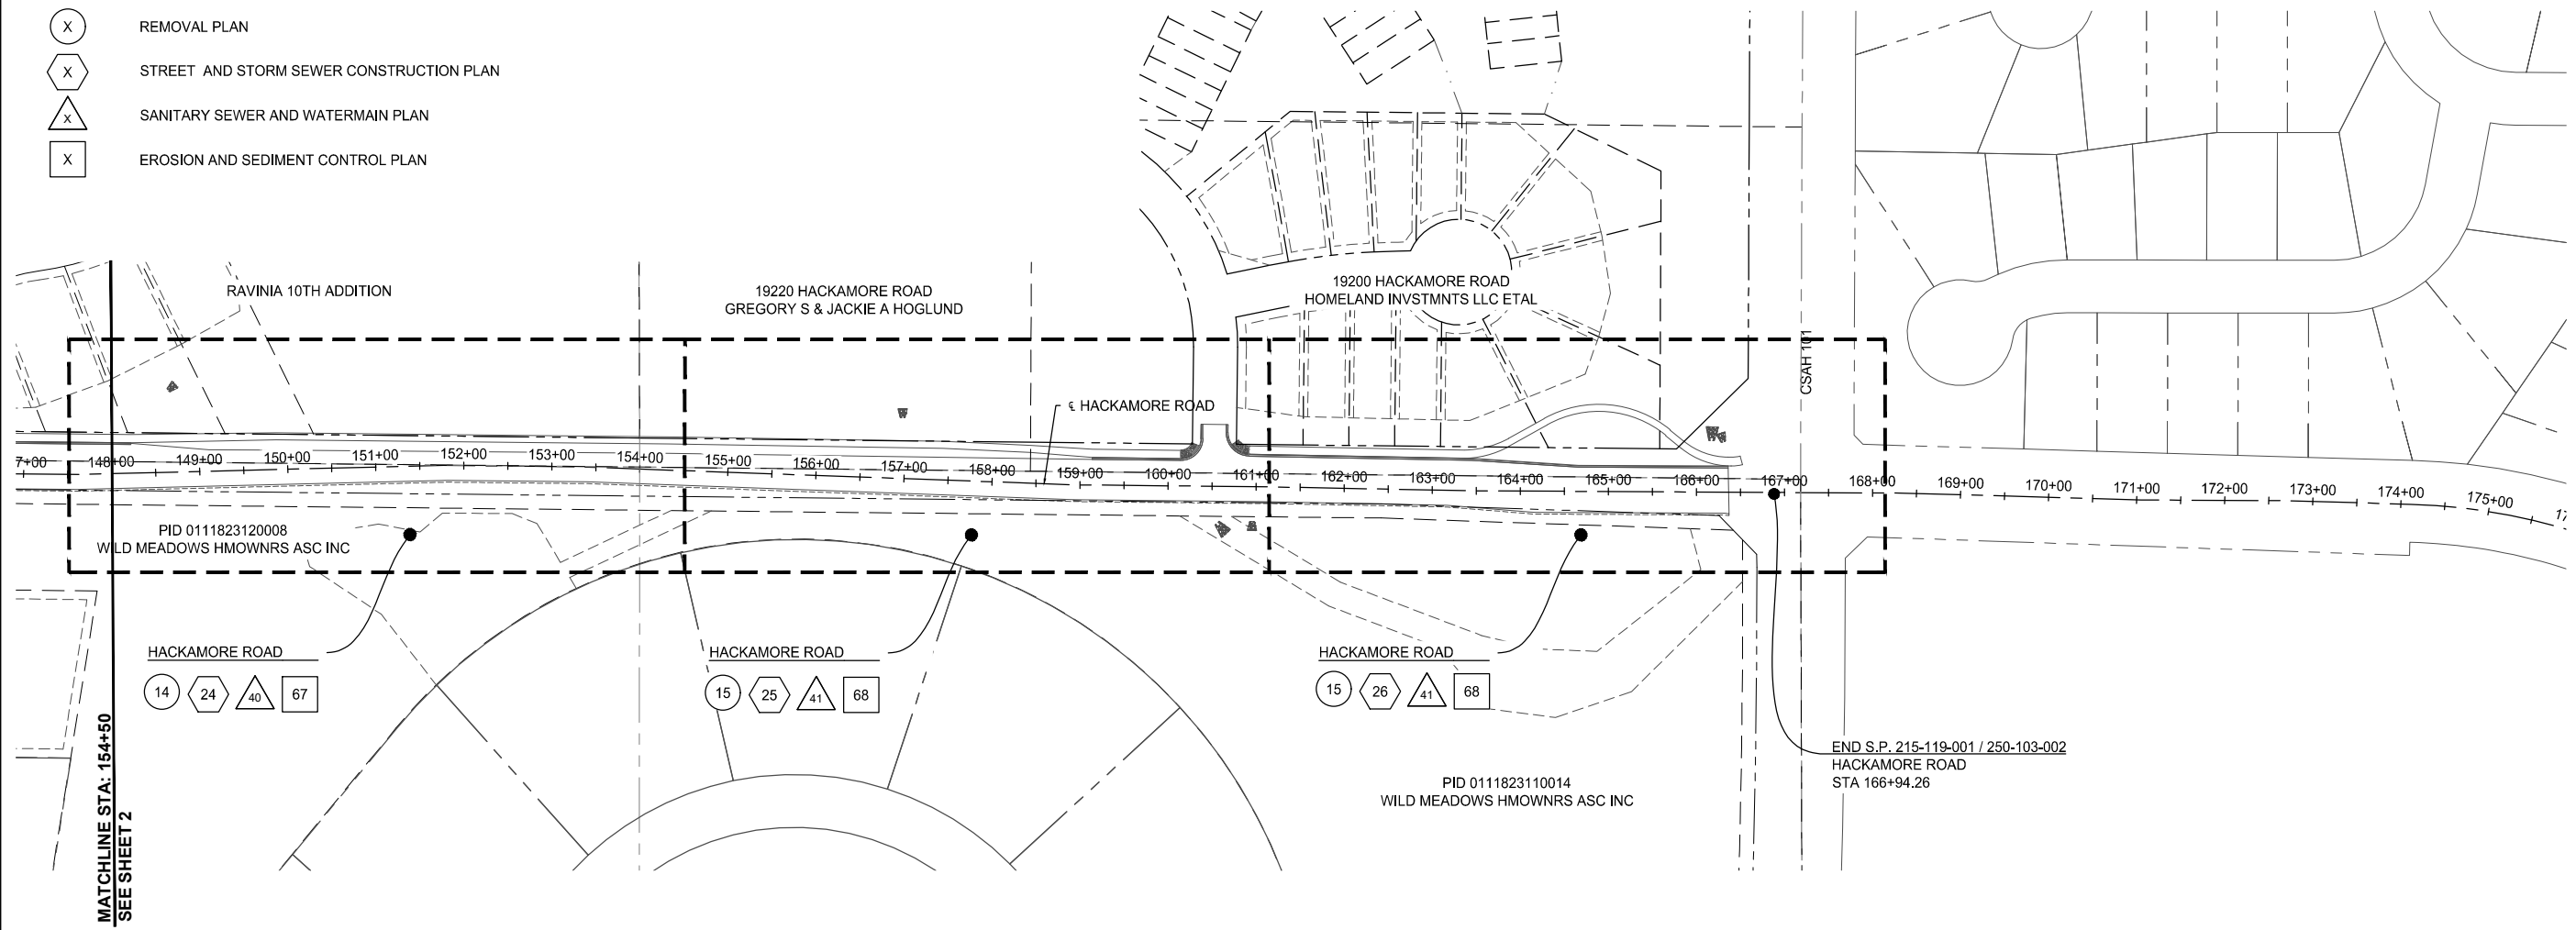 X REMOVAL PLAN
X STREET AND STORM SEWER CONSTRUCTION PLAN
X SANITARY SEWER AND WATERMAIN PLAN
X EROSION AND SEDIMENT CONTROL PLAN
RAVINIA 10TH ADDITION
19220 HACKAMORE ROAD
GREGORY S & JACKIE A HOGLUND
19200 HACKAMORE ROAD
HOMELAND INVSTMNTS LLC ETAL
CSAH 101
℄ HACKAMORE ROAD
7+00 148+00 149+00 150+00 151+00 152+00 153+00 154+00 155+00 156+00 157+00 158+00 159+00 160+00 161+00 162+00 163+00 164+00 165+00 166+00 167+00 168+00 169+00 170+00 171+00 172+00 173+00 174+00 175+00 17
PID 0111823120008
WILD MEADOWS HMOWNRS ASC INC
HACKAMORE ROAD
14 24 40 67
HACKAMORE ROAD
15 25 41 68
HACKAMORE ROAD
15 26 41 68
END S.P. 215-119-001 / 250-103-002
HACKAMORE ROAD
STA 166+94.26
PID 0111823110014
WILD MEADOWS HMOWNRS ASC INC
MATCHLINE STA: 154+50
SEE SHEET 2